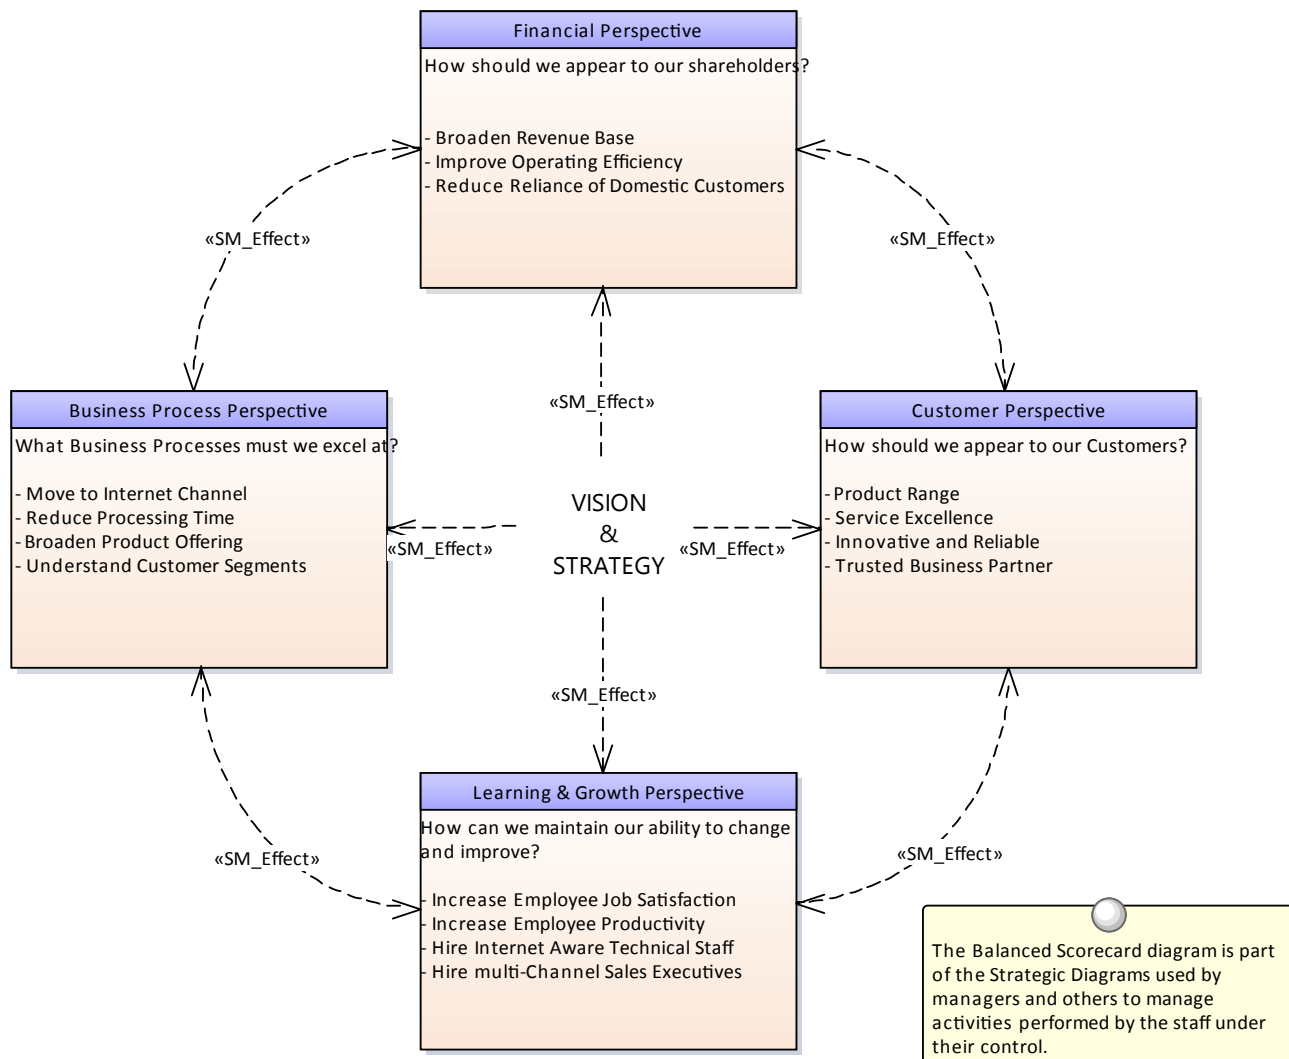 Financial Perspective
How should we appear to our shareholders?
- Broaden Revenue Base
- Improve Operating Efficiency
- Reduce Reliance of Domestic Customers
«SM_Effect»
«SM_Effect»
«SM_Effect»
Business Process Perspective
What Business Processes must we excel at?
- Move to Internet Channel
- Reduce Processing Time
- Broaden Product Offering
- Understand Customer Segments
«SM_Effect»
VISION
&
STRATEGY
«SM_Effect»
Customer Perspective
How should we appear to our Customers?
- Product Range
- Service Excellence
- Innovative and Reliable
- Trusted Business Partner
«SM_Effect»
«SM_Effect»
«SM_Effect»
Learning & Growth Perspective
How can we maintain our ability to change
and improve?
- Increase Employee Job Satisfaction
- Increase Employee Productivity
- Hire Internet Aware Technical Staff
- Hire multi-Channel Sales Executives
The Balanced Scorecard diagram is part
of the Strategic Diagrams used by
managers and others to manage
activities performed by the staff under
their control.